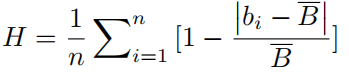 $H = \frac{1}{n} \sum_{i=1}^{n} [1 - \frac{|b_i - \overline{B}|}{\overline{B}}]$